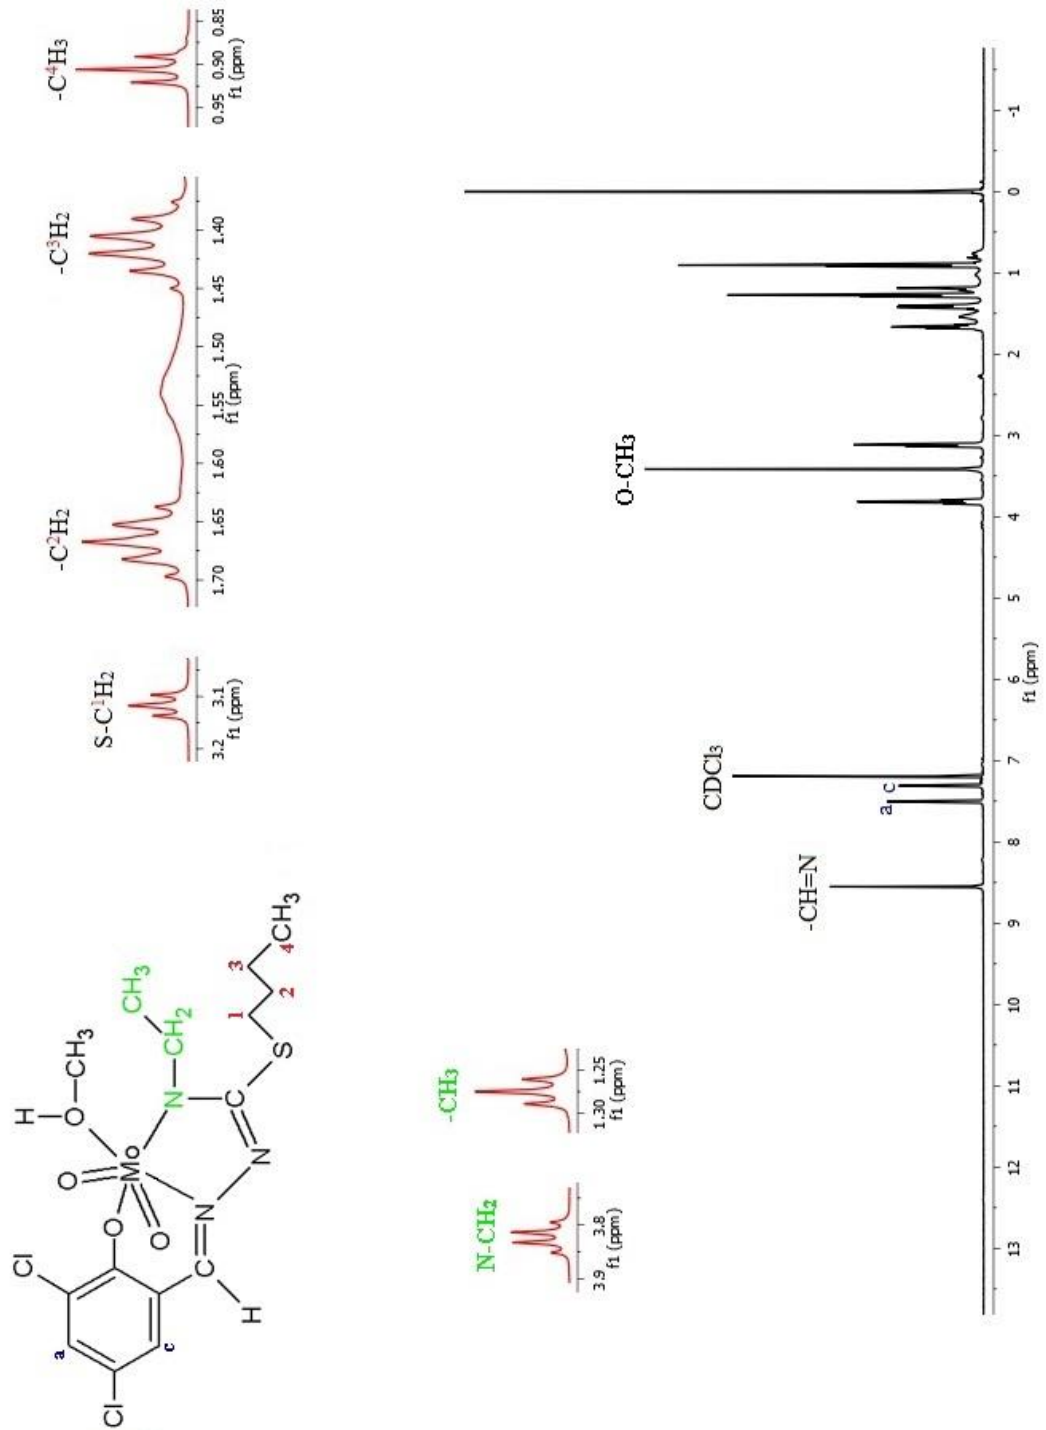 Cl
Cl
a
c
O
O
O
Mo
H
O
CH₃
N
CH₂
CH₃
C
H
N
N
C
S
1
2
3
4
CH₃
S-C¹H₂
3.2 3.1
f1 (ppm)
-C²H₂
-C³H₂
1.70 1.65 1.60 1.55 1.50 1.45 1.40
f1 (ppm)
-C⁴H₃
0.95 0.90 0.85
f1 (ppm)
N-CH₂
3.9 3.8
f1 (ppm)
-CH₃
1.30 1.25
f1 (ppm)
-CH=N
a c
CDCl₃
O-CH₃
13 12 11 10 9 8 7 6 5 4 3 2 1 0 -1
f1 (ppm)